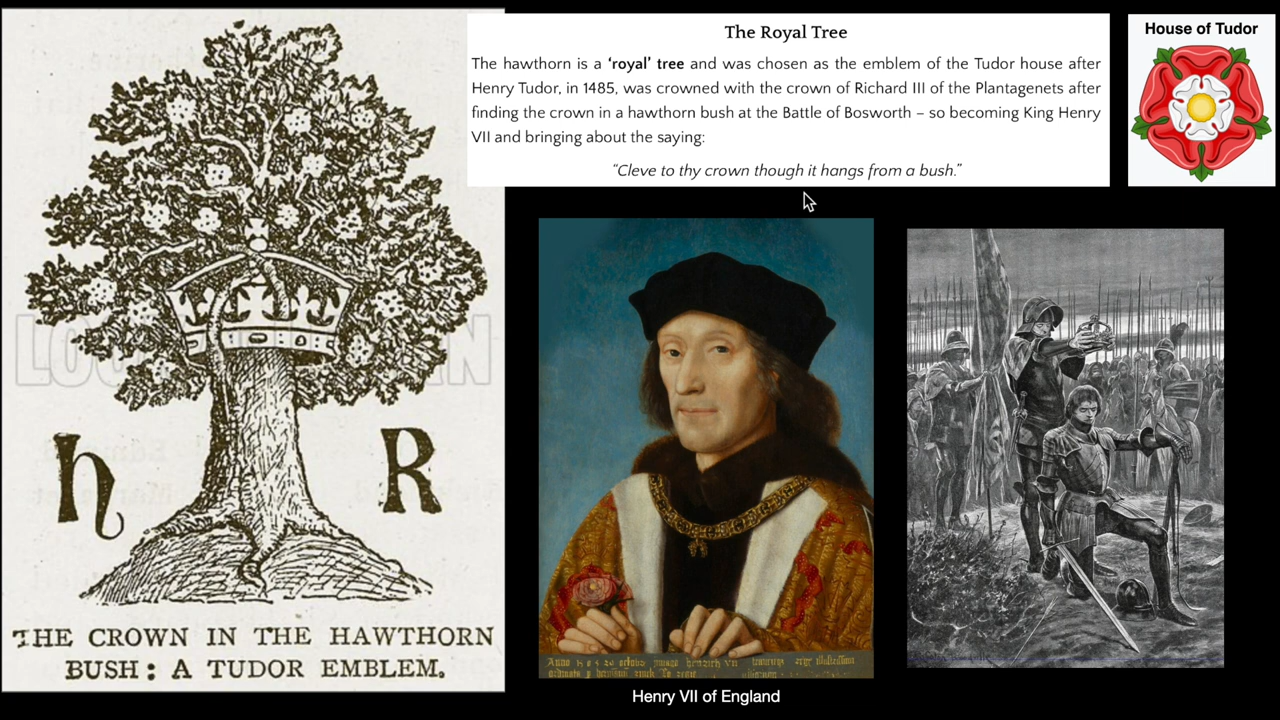 The Royal Tree
The hawthorn is a ‘royal’ tree and was chosen as the emblem of the Tudor house after
Henry Tudor, in 1485, was crowned with the crown of Richard III of the Plantagenets after
finding the crown in a hawthorn bush at the Battle of Bosworth – so becoming King Henry
VII and bringing about the saying:
“Cleve to thy crown though it hangs from a bush.”
House of Tudor
h R
THE CROWN IN THE HAWTHORN
BUSH: A TUDOR EMBLEM.
Anno
Henry VII of England